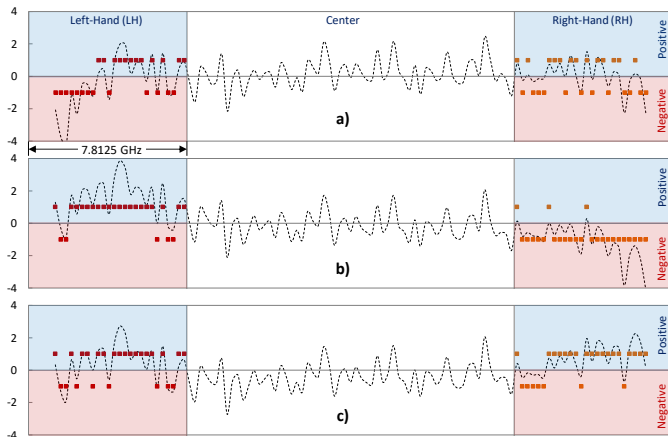 Left-Hand (LH) Center Right-Hand (RH)
4
2
0
-2
-4
Positive
Negative
a)
7.8125 GHz
4
2
0
-2
-4
Positive
Negative
b)
4
2
0
-2
-4
Positive
Negative
c)